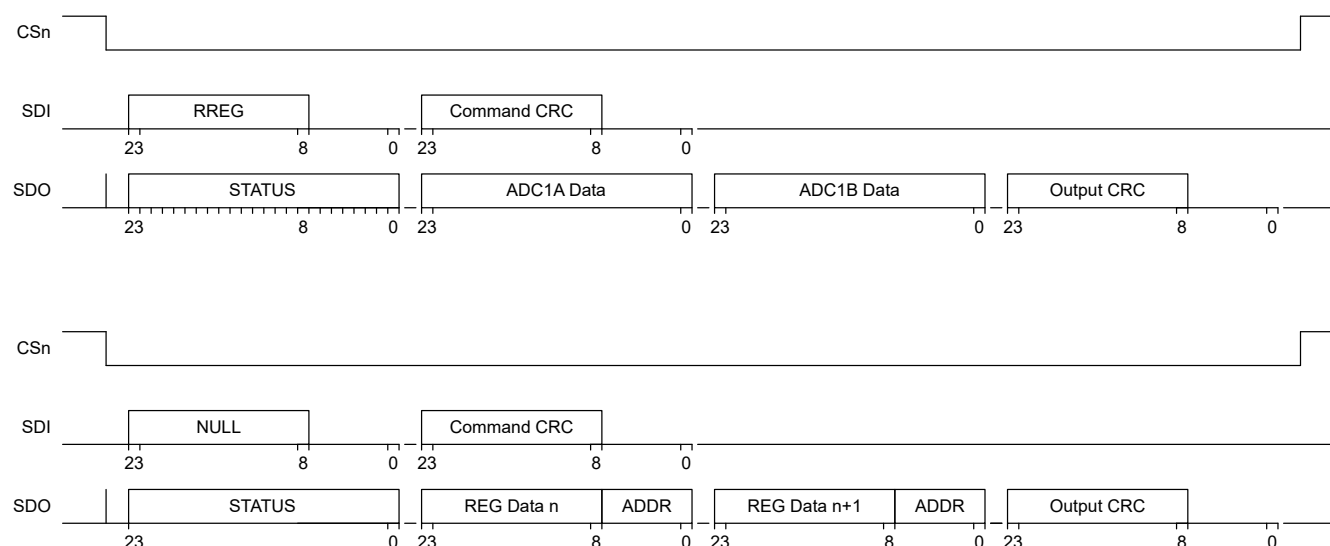 CSn
SDI RREG Command CRC
23 8 0 23 8 0
SDO STATUS ADC1A Data ADC1B Data Output CRC
23 8 0 23 0 23 0 23 8 0
CSn
SDI NULL Command CRC
23 8 0 23 8 0
SDO STATUS REG Data n ADDR REG Data n+1 ADDR Output CRC
23 0 23 8 0 23 8 0 23 8 0